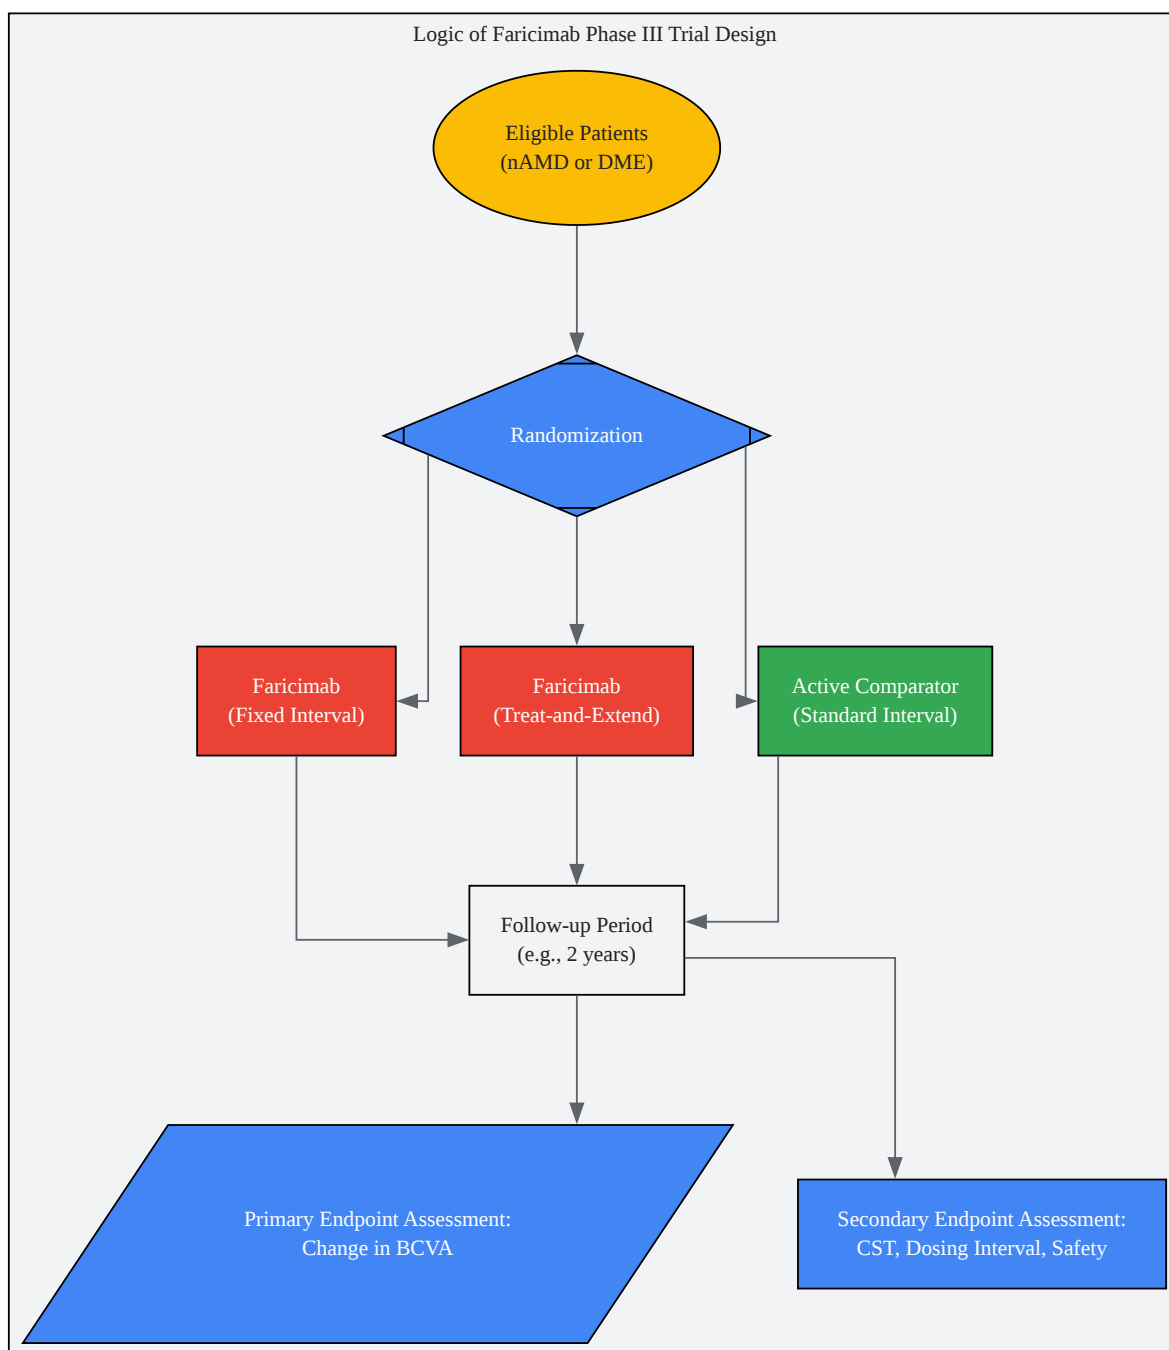 Logic of Faricimab Phase III Trial Design
Eligible Patients
(nAMD or DME)
Randomization
Faricimab
(Fixed Interval)
Faricimab
(Treat-and-Extend)
Active Comparator
(Standard Interval)
Follow-up Period
(e.g., 2 years)
Primary Endpoint Assessment:
Change in BCVA
Secondary Endpoint Assessment:
CST, Dosing Interval, Safety